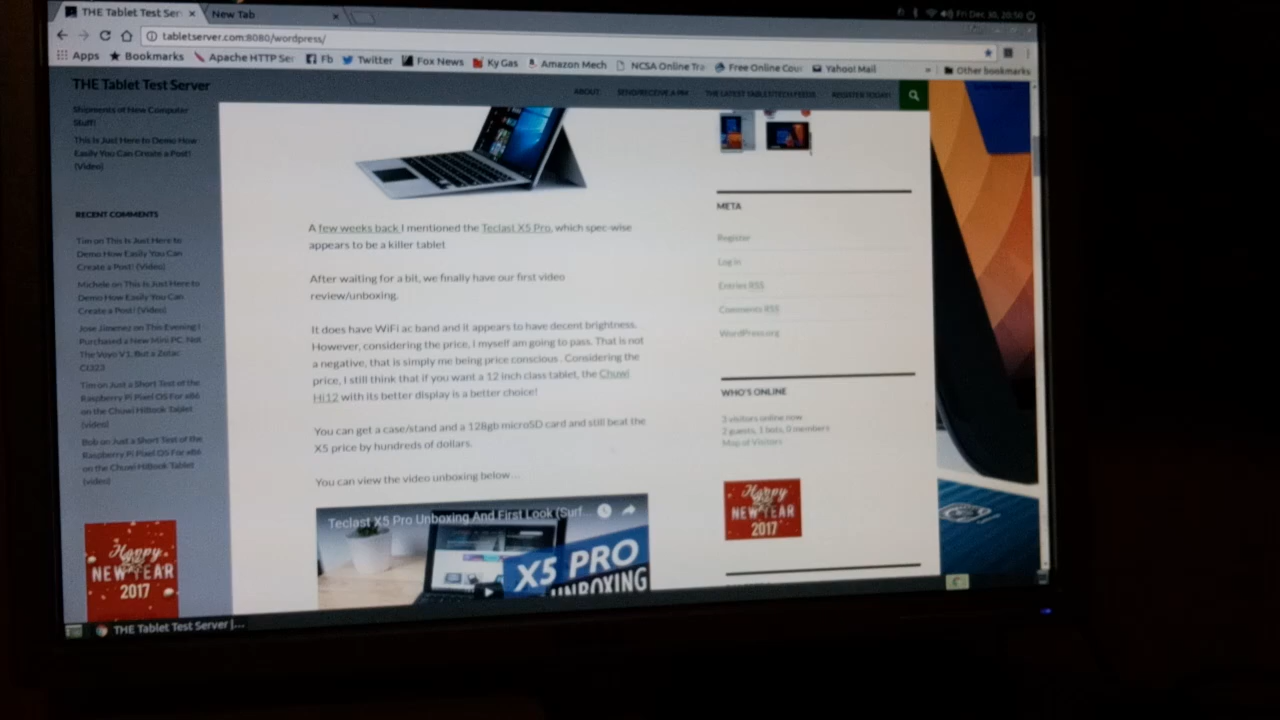 THE Tablet Test Ser
New Tab
Fri Dec 30, 20:50
tabletserver.com:8080/wordpress/
Apps
Bookmarks
Apache HTTP Ser
Fb
Twitter
Fox News
Ky Gas
Amazon Mech
NCSA Online Tra
Free Online Cour
Yahoo! Mail
»
Other bookmarks
THE Tablet Test Server
ABOUT
SEND/RECEIVE A PM
THE LATEST TABLET/TECH FEEDS
REGISTER TODAY!
Shipments of New Computer
Stuff!
This Is Just Here to Demo How
Easily You Can Create a Post!
(Video)
RECENT COMMENTS
Tim on This Is Just Here to
Demo How Easily You Can
Create a Post! (Video)
Michele on This Is Just Here to
Demo How Easily You Can
Create a Post! (Video)
Jose Jimenez on This Evening I
Purchased a New Mini PC, Not
The Voyo V1, But a Zotac
CI323
Tim on Just a Short Test of the
Raspberry Pi Pixel OS For x86
on the Chuwi HiBook Tablet
(video)
Bob on Just a Short Test of the
Raspberry Pi Pixel OS For x86
on the Chuwi HiBook Tablet
(video)
Happy
NEW YEAR
2017
A few weeks back I mentioned the Teclast X5 Pro, which spec-wise
appears to be a killer tablet
After waiting for a bit, we finally have our first video
review/unboxing.
It does have WiFi ac band and it appears to have decent brightness.
However, considering the price, I myself am going to pass. That is not
a negative, that is simply me being price conscious. Considering the
price, I still think that if you want a 12 inch class tablet, the Chuwi
Hi12 with its better display is a better choice!
You can get a case/stand and a 128gb microSD card and still beat the
X5 price by hundreds of dollars.
You can view the video unboxing below...
Teclast X5 Pro Unboxing And First Look (Surf...
X5 PRO
UNBOXING
META
Register
Log in
Entries RSS
Comments RSS
WordPress.org
WHO'S ONLINE
3 visitors online now
2 guests, 1 bots, 0 members
Map of Visitors
Happy
NEW YEAR
2017
THE Tablet Test Server |...